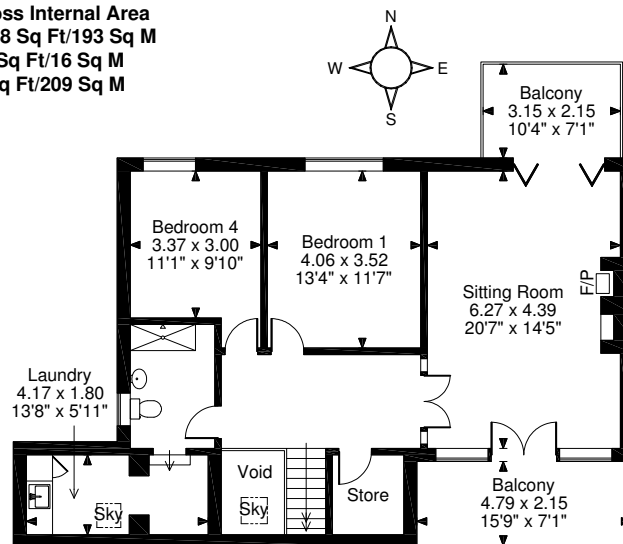 oss Internal Area
8 Sq Ft/193 Sq M
Sq Ft/16 Sq M
q Ft/209 Sq M
N
W
E
S
Balcony
3.15 x 2.15
10'4" x 7'1"
Bedroom 4
3.37 x 3.00
11'1" x 9'10"
Bedroom 1
4.06 x 3.52
13'4" x 11'7"
Sitting Room
6.27 x 4.39
20'7" x 14'5"
F/P
Laundry
4.17 x 1.80
13'8" x 5'11"
Sky
Void
Sky
Store
Balcony
4.79 x 2.15
15'9" x 7'1"